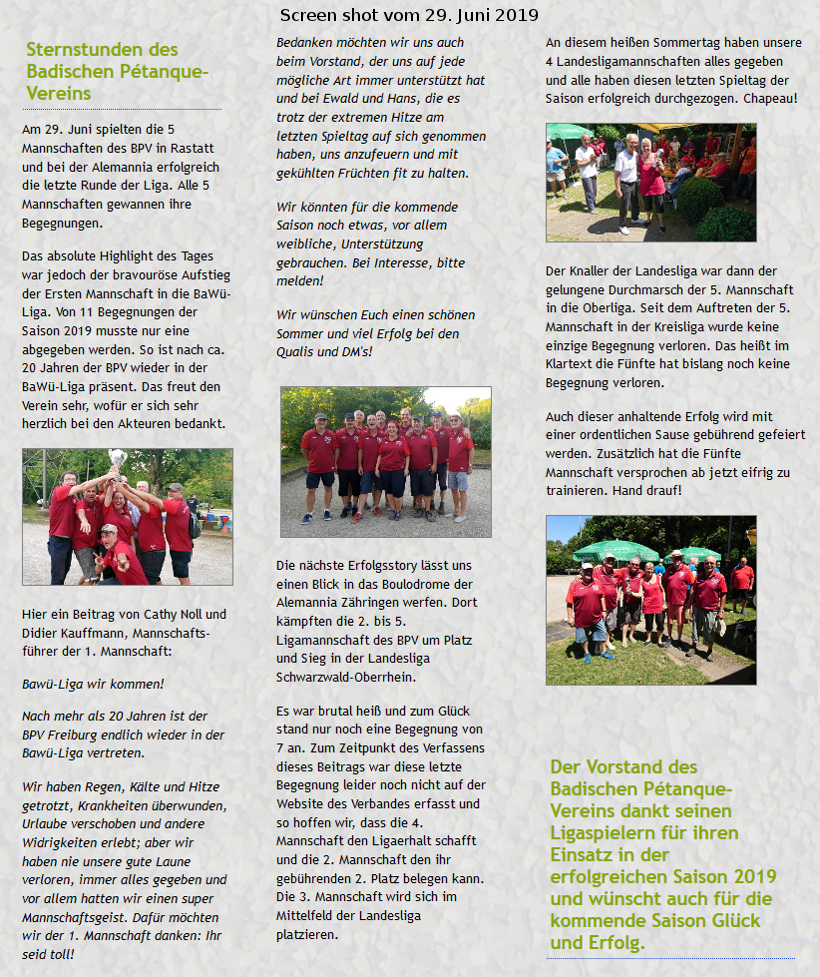 Screen shot vom 29. Juni 2019
Sternstunden des
Badischen Pétanque-
Vereins
Am 29. Juni spielten die 5
Mannschaften des BPV in Rastatt
und bei der Alemannia erfolgreich
die letzte Runde der Liga. Alle 5
Mannschaften gewannen ihre
Begegnungen.
Das absolute Highlight des Tages
war jedoch der bravouröse Aufstieg
der Ersten Mannschaft in die BaWü-
Liga. Von 11 Begegnungen der
Saison 2019 musste nur eine
abgegeben werden. So ist nach ca.
20 Jahren der BPV wieder in der
BaWü-Liga präsent. Das freut den
Verein sehr, wofür er sich sehr
herzlich bei den Akteuren bedankt.
Hier ein Beitrag von Cathy Noll und
Didier Kauffmann, Mannschafts-
führer der 1. Mannschaft:
Bawü-Liga wir kommen!
Nach mehr als 20 Jahren ist der
BPV Freiburg endlich wieder in der
Bawü-Liga vertreten.
Wir haben Regen, Kälte und Hitze
getrotzt, Krankheiten überwunden,
Urlaube verschoben und andere
Widrigkeiten erlebt; aber wir
haben nie unsere gute Laune
verloren, immer alles gegeben und
vor allem hatten wir einen super
Mannschaftsgeist. Dafür möchten
wir der 1. Mannschaft danken: Ihr
seid toll!
Bedanken möchten wir uns auch
beim Vorstand, der uns auf jede
mögliche Art immer unterstützt hat
und bei Ewald und Hans, die es
trotz der extremen Hitze am
letzten Spieltag auf sich genommen
haben, uns anzufeuern und mit
gekühlten Früchten fit zu halten.
Wir könnten für die kommende
Saison noch etwas, vor allem
weibliche, Unterstützung
gebrauchen. Bei Interesse, bitte
melden!
Wir wünschen Euch einen schönen
Sommer und viel Erfolg bei den
Qualis und DM's!
Die nächste Erfolgsstory lässt uns
einen Blick in das Boulodrome der
Alemannia Zähringen werfen. Dort
kämpften die 2. bis 5.
Ligamannschaft des BPV um Platz
und Sieg in der Landesliga
Schwarzwald-Oberrhein.
Es war brutal heiß und zum Glück
stand nur noch eine Begegnung von
7 an. Zum Zeitpunkt des Verfassens
dieses Beitrags war diese letzte
Begegnung leider noch nicht auf der
Website des Verbandes erfasst und
so hoffen wir, dass die 4.
Mannschaft den Ligaerhalt schafft
und die 2. Mannschaft den ihr
gebührenden 2. Platz belegen kann.
Die 3. Mannschaft wird sich im
Mittelfeld der Landesliga
platzieren.
An diesem heißen Sommertag haben unsere
4 Landesligamannschaften alles gegeben
und alle haben diesen letzten Spieltag der
Saison erfolgreich durchgezogen. Chapeau!
Der Knaller der Landesliga war dann der
gelungene Durchmarsch der 5. Mannschaft
in die Oberliga. Seit dem Auftreten der 5.
Mannschaft in der Kreisliga wurde keine
einzige Begegnung verloren. Das heißt im
Klartext die Fünfte hat bislang noch keine
Begegnung verloren.
Auch dieser anhaltende Erfolg wird mit
einer ordentlichen Sause gebührend gefeiert
werden. Zusätzlich hat die Fünfte
Mannschaft versprochen ab jetzt eifrig zu
trainieren. Hand drauf!
Der Vorstand des
Badischen Pétanque-
Vereins dankt seinen
Ligaspielern für ihren
Einsatz in der
erfolgreichen Saison 2019
und wünscht auch für die
kommende Saison Glück
und Erfolg.